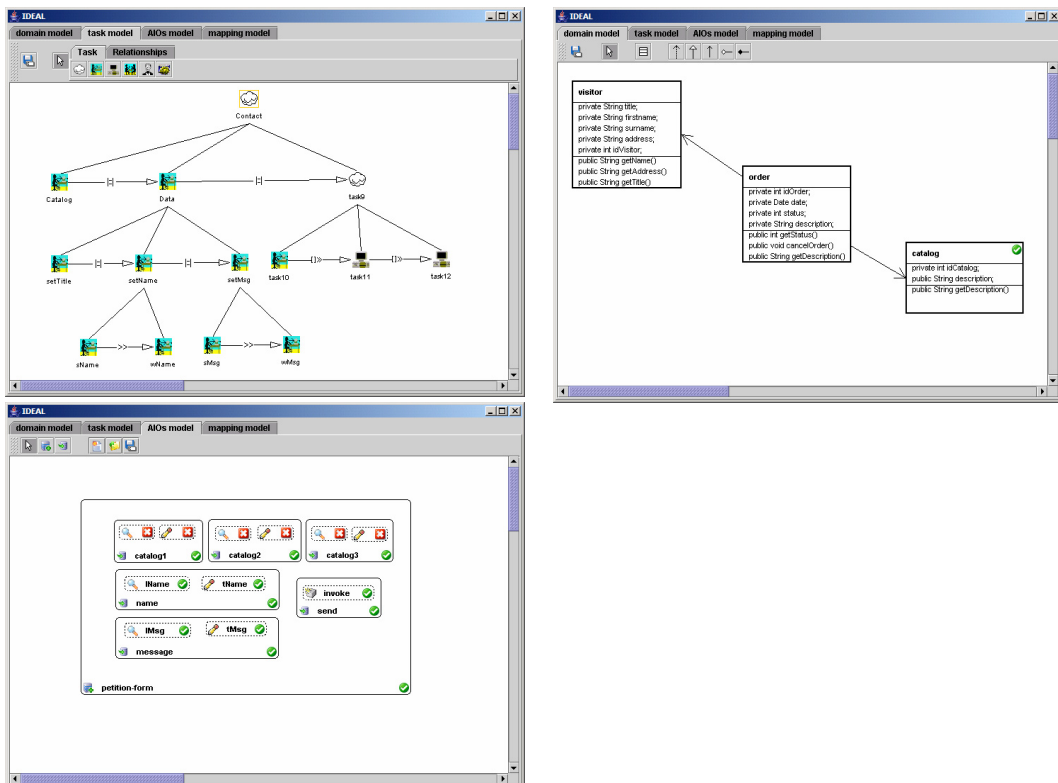 IDEAL
domain model task model AIOs model mapping model
Task Relationships
Contact
Catalog |=| Data |=| task9
setTitle |=| setName |=| setMsg task10 []>> task11 []>> task12
sName >> wName sMsg >> wMsg
IDEAL
domain model task model AIOs model mapping model
visitor
private String title;
private String firstname;
private String surname;
private String address;
private int idVisitor;
public String getName()
public String getAddress()
public String getTitle()
order
private int idOrder;
private Date date;
private int status;
private String description;
public int getStatus()
public void cancelOrder()
public String getDescription()
catalog
private int idCatalog;
public String description;
public String getDescription()
IDEAL
domain model task model AIOs model mapping model
catalog1 catalog2 catalog3
lName tName
name
invoke
send
lMsg tMsg
message
petition-form